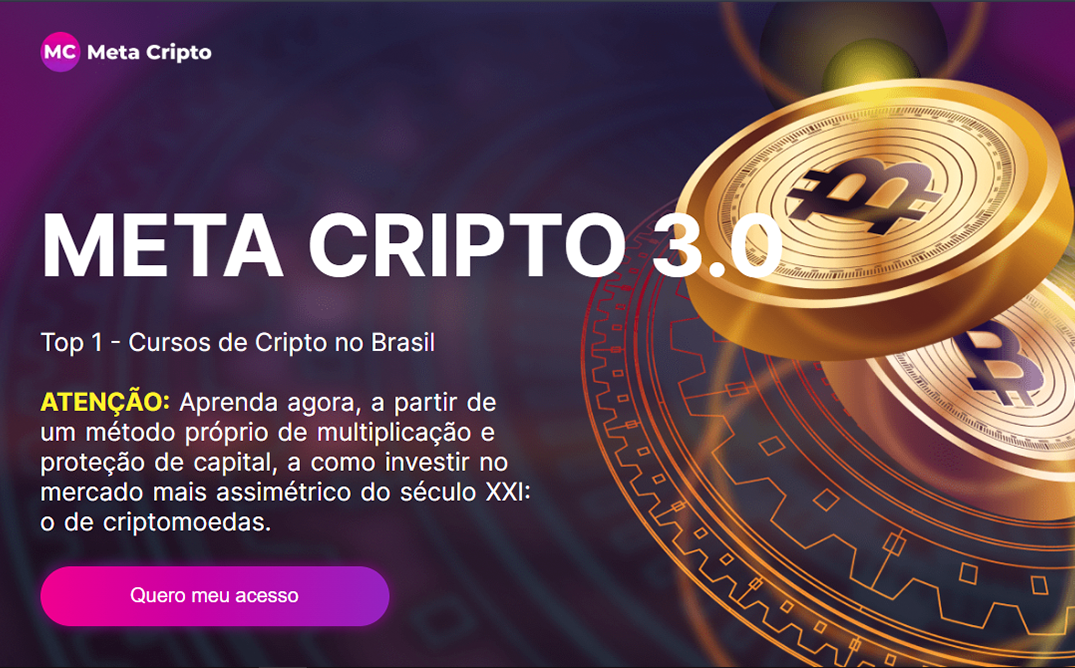 MC Meta Cripto
META CRIPTO 3.0
Top 1 - Cursos de Cripto no Brasil
ATENÇÃO: Aprenda agora, a partir de
um método próprio de multiplicação e
proteção de capital, a como investir no
mercado mais assimétrico do século XXI:
o de criptomoedas.
Quero meu acesso